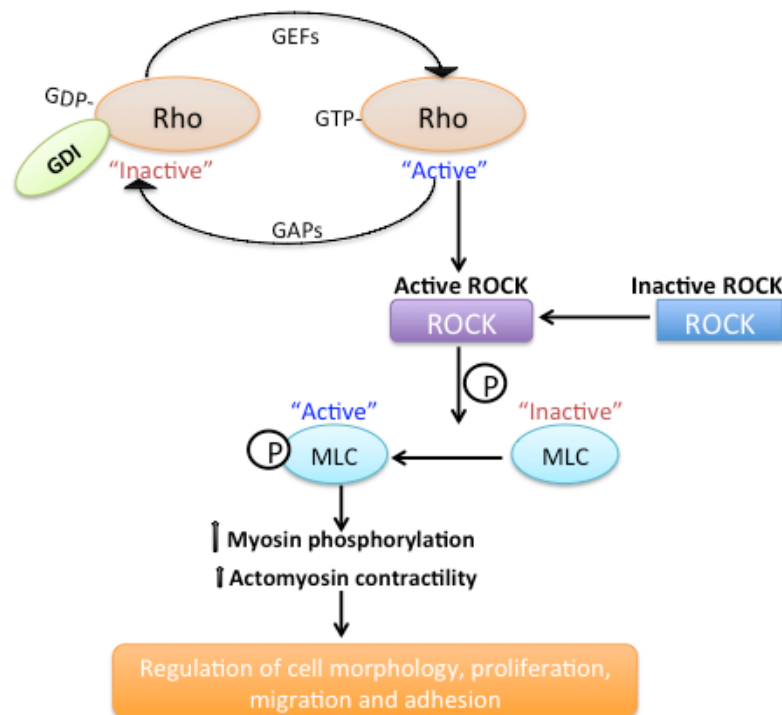 GEFs
GDP-
Rho
GTP-
Rho
GDI
"Inactive"
"Active"
GAPs
Active ROCK
Inactive ROCK
ROCK
ROCK
P
"Active"
"Inactive"
P
MLC
MLC
Myosin phosphorylation
Actomyosin contractility
Regulation of cell morphology, proliferation,
migration and adhesion